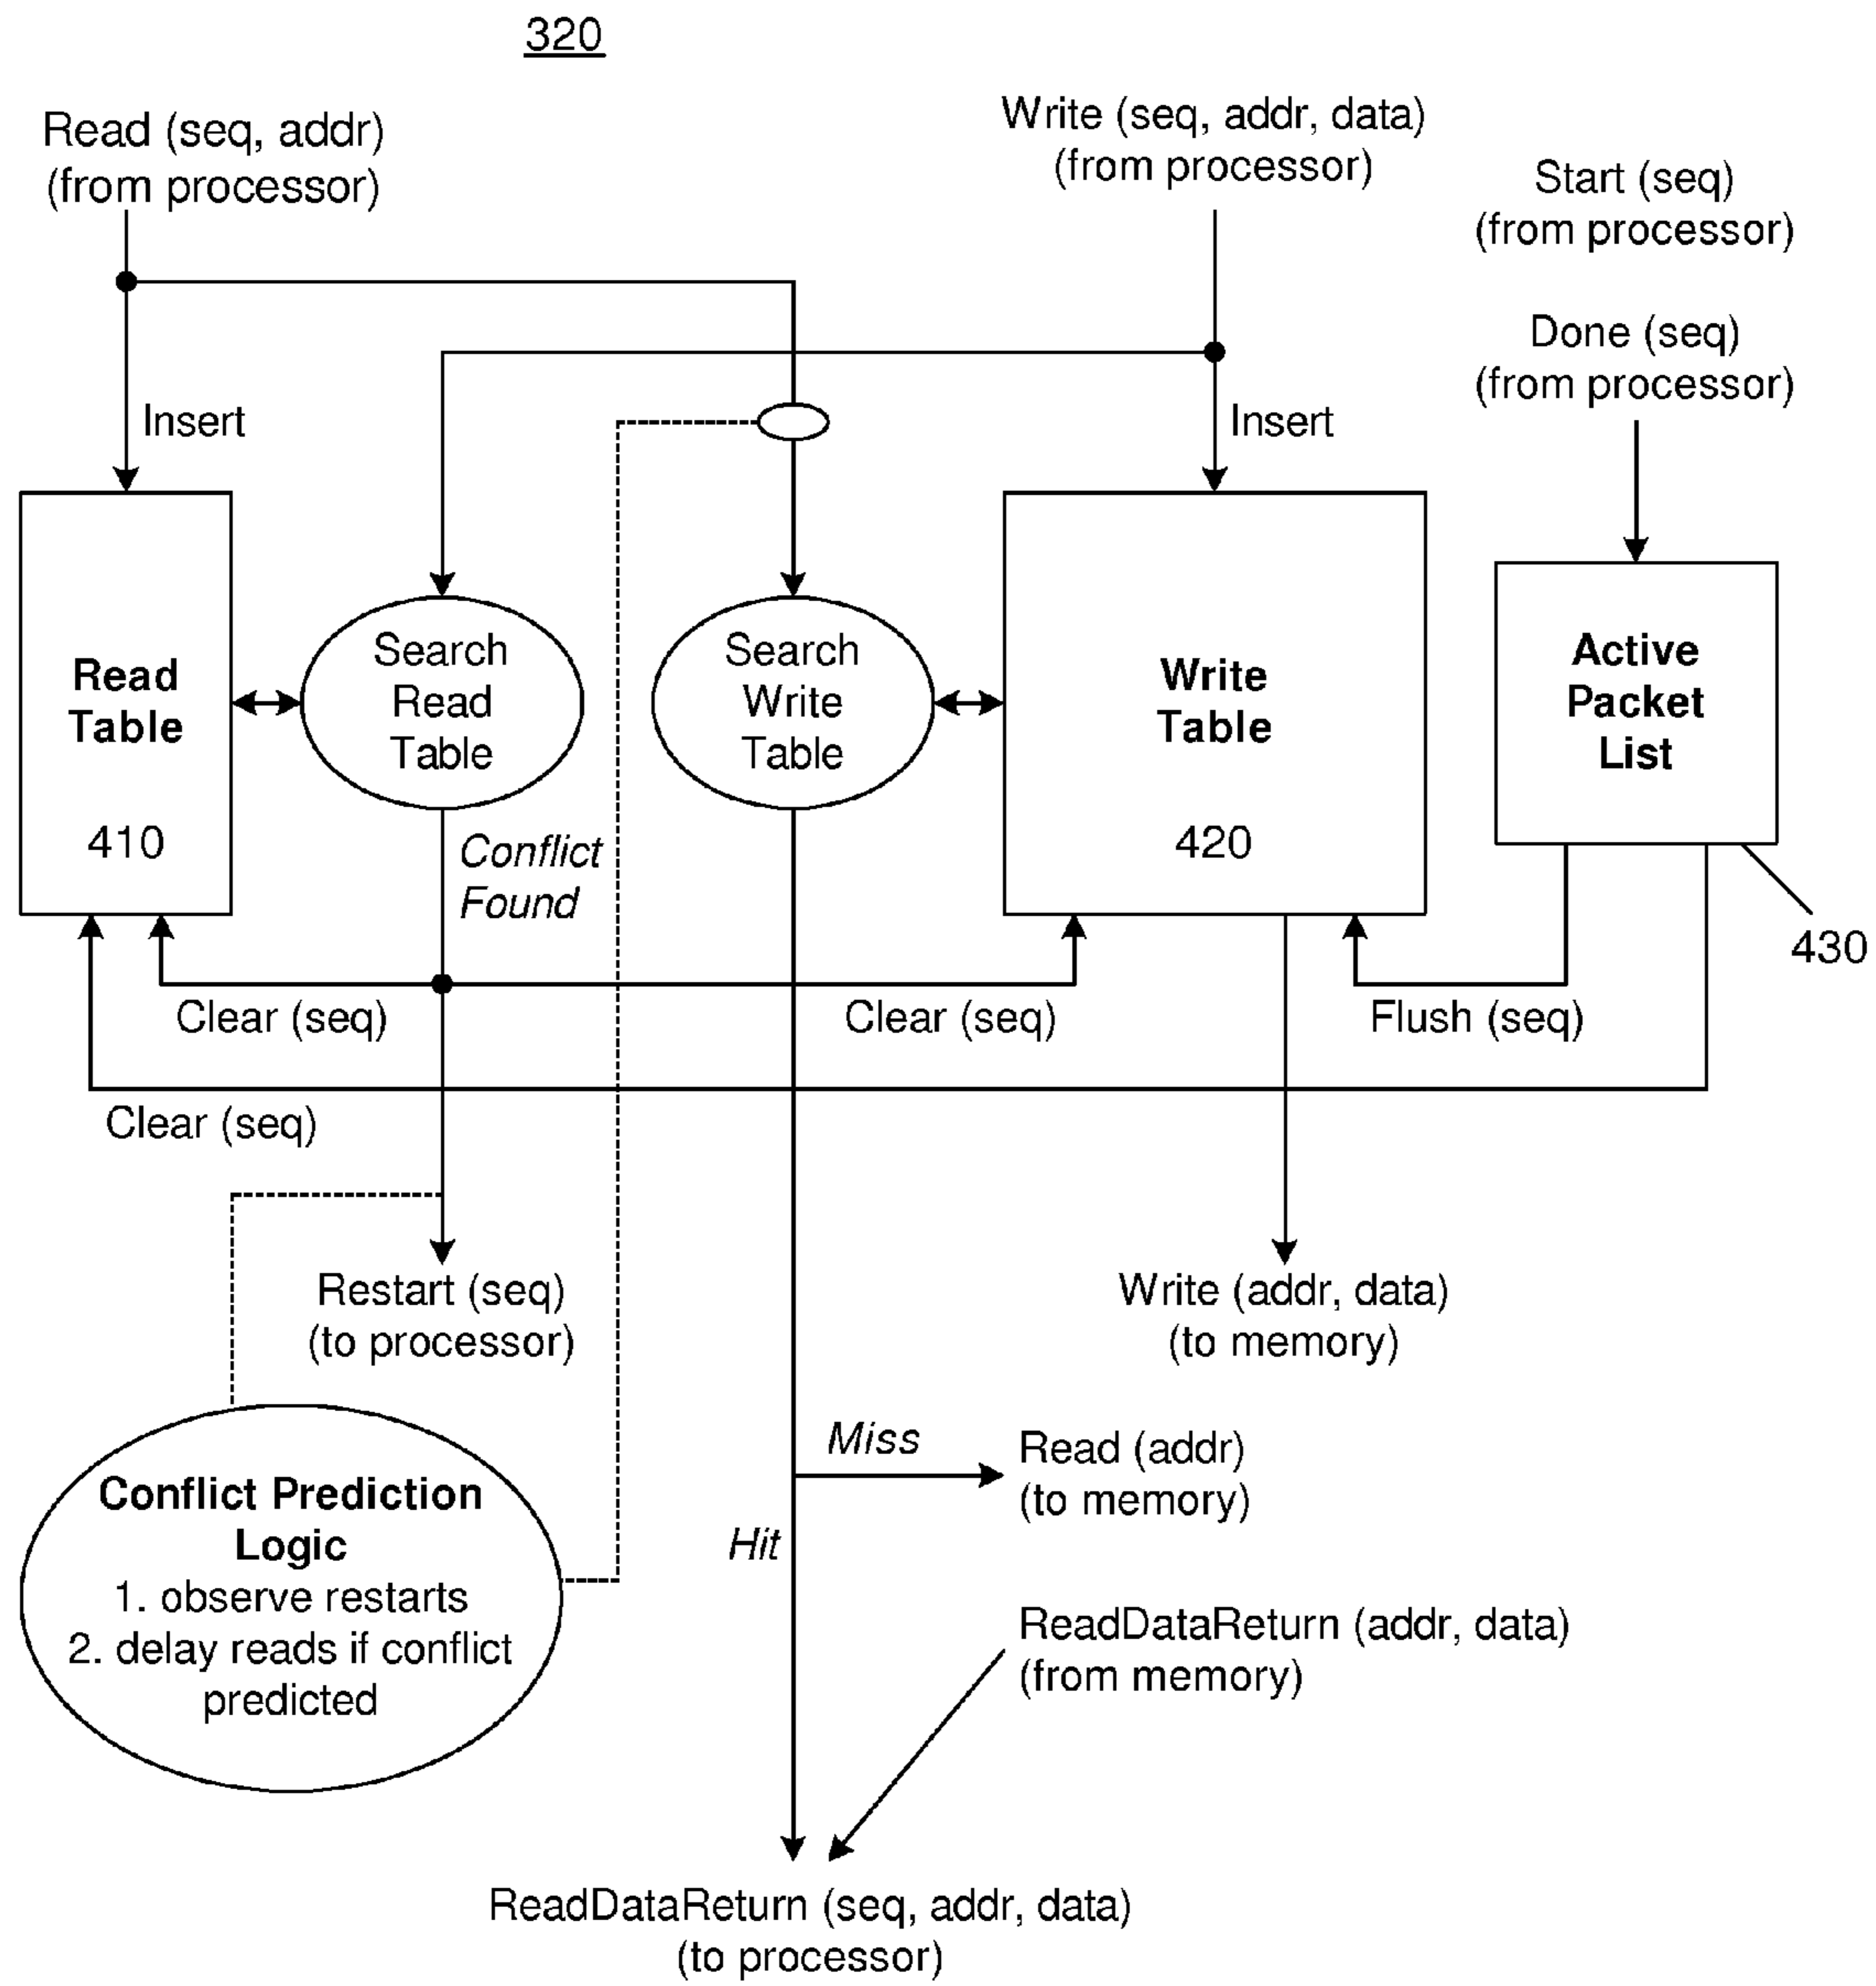 320
Read (seq, addr)
(from processor)
Write (seq, addr, data)
(from processor)
Start (seq)
(from processor)
Done (seq)
(from processor)
Insert
Insert
Read
Table
410
Search
Read
Table
Search
Write
Table
Write
Table
420
Active
Packet
List
430
Conflict
Found
Clear (seq)
Clear (seq)
Flush (seq)
Clear (seq)
Restart (seq)
(to processor)
Write (addr, data)
(to memory)
Miss
Read (addr)
(to memory)
Hit
Conflict Prediction
Logic
1. observe restarts
2. delay reads if conflict
predicted
ReadDataReturn (addr, data)
(from memory)
ReadDataReturn (seq, addr, data)
(to processor)